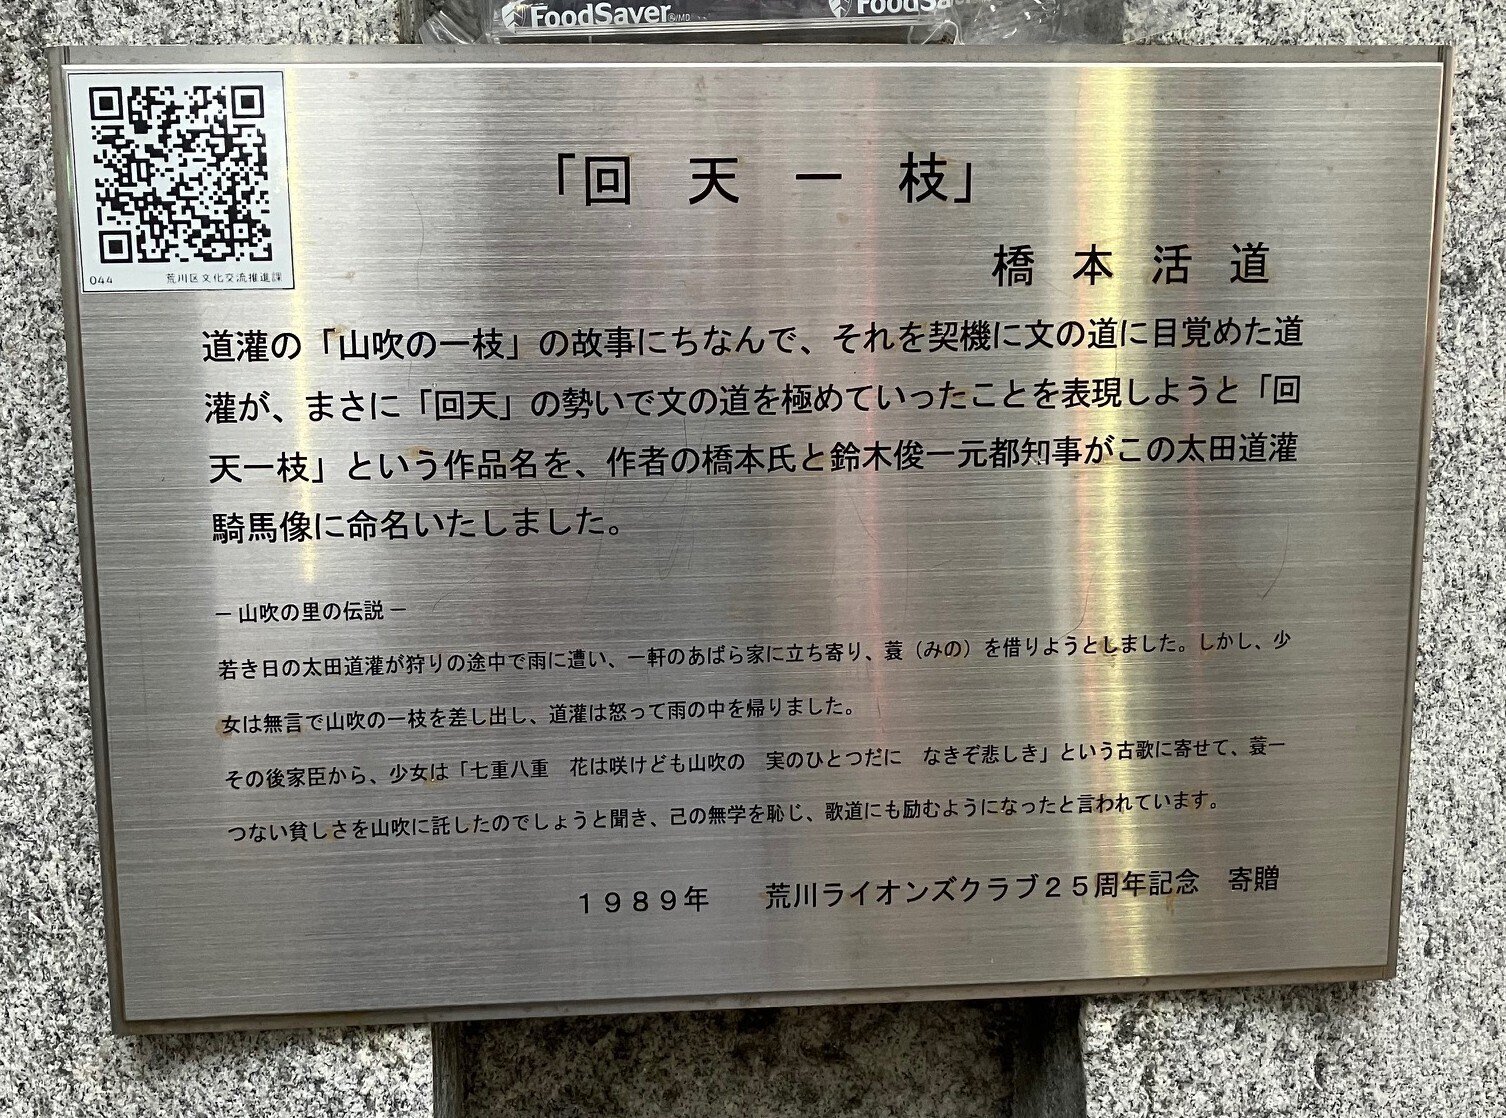 FoodSaver FoodSa
「回　天　一　枝」
橋　本　活　道
道灌の「山吹の一枝」の故事にちなんで、それを契機に文の道に目覚めた道
灌が、まさに「回天」の勢いで文の道を極めていったことを表現しようと「回
天一枝」という作品名を、作者の橋本氏と鈴木俊一元都知事がこの太田道灌
騎馬像に命名いたしました。
－山吹の里の伝説－
若き日の太田道灌が狩りの途中で雨に遭い、一軒のあばら家に立ち寄り、蓑（みの）を借りようとしました。しかし、少
女は無言で山吹の一枝を差し出し、道灌は怒って雨の中を帰りました。
その後家臣から、少女は「七重八重　花は咲けども山吹の　実のひとつだに　なきぞ悲しき」という古歌に寄せて、蓑一
つない貧しさを山吹に託したのでしょうと聞き、己の無学を恥じ、歌道にも励むようになったと言われています。
１９８９年　　荒川ライオンズクラブ２５周年記念　寄贈
044　荒川区文化交流推進課